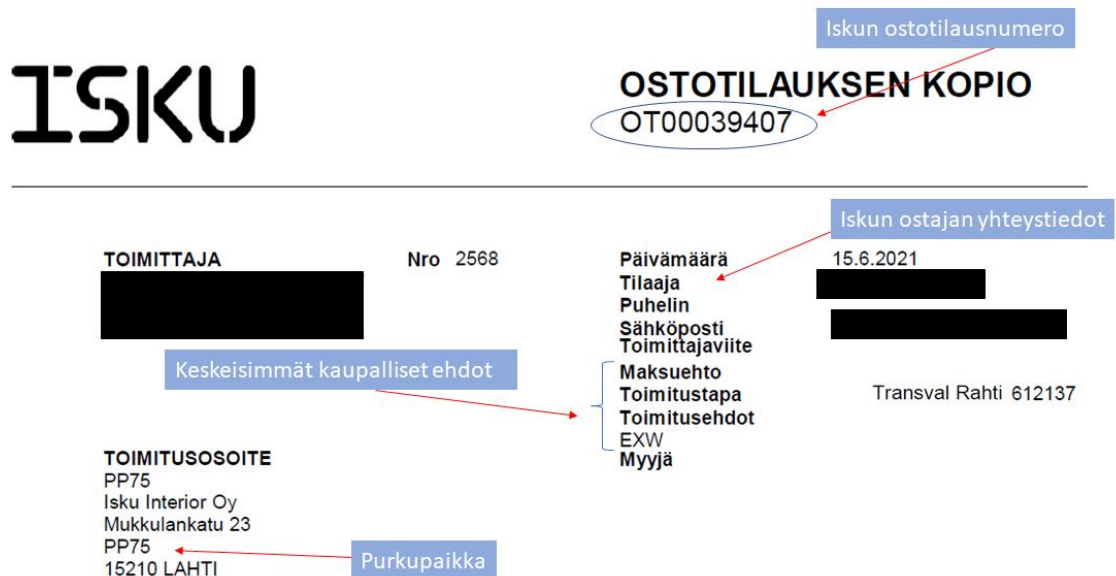 Iskun ostotilausnumero
ISKU
OSTOTILAUKSEN KOPIO
OT00039407
Iskun ostajan yhteystiedot
TOIMITTAJA Nro 2568
Päivämäärä 15.6.2021
Tilaaja
Puhelin
Sähköposti
Toimittajaviite
Keskeisimmät kaupalliset ehdot
Maksuehto
Toimitustapa Transval Rahti 612137
Toimitusehdot
EXW
Myyjä
TOIMITUSOSOITE
PP75
Isku Interior Oy
Mukkulankatu 23
PP75
15210 LAHTI
Purkupaikka